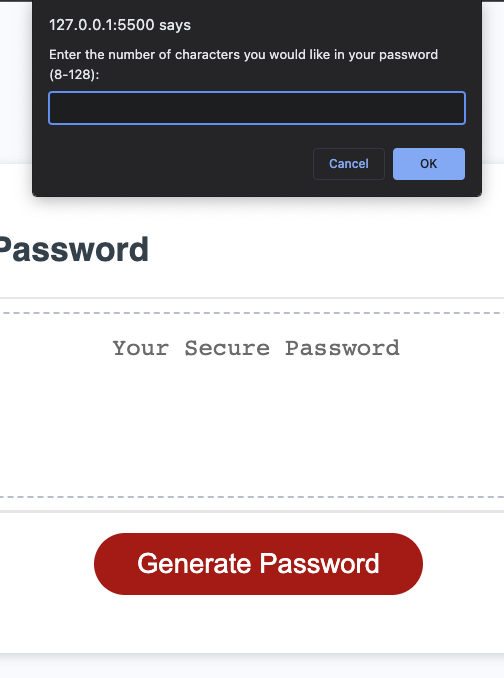 127.0.0.1:5500 says
Enter the number of characters you would like in your password
(8-128):
Cancel
OK
Password
Your Secure Password
Generate Password